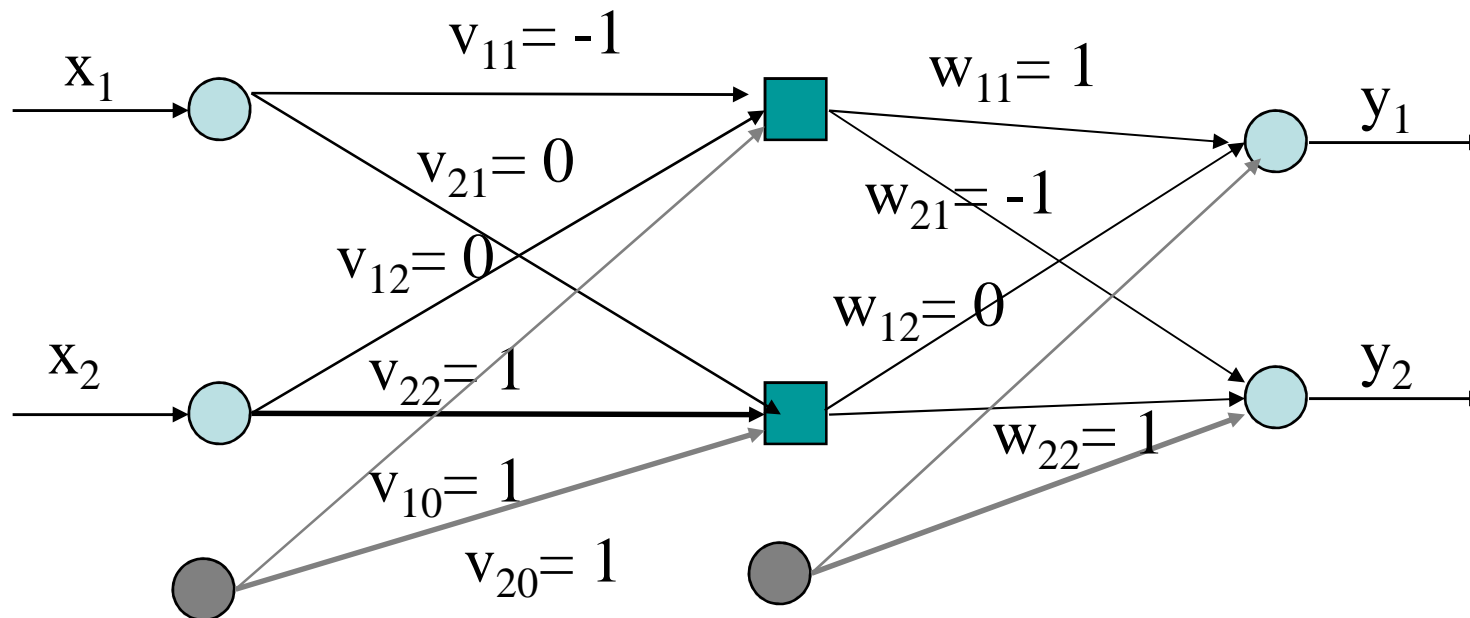 v₁₁= -1
x₁
w₁₁= 1
y₁
v₂₁= 0
w₂₁= -1
v₁₂= 0
w₁₂= 0
x₂
v₂₂= 1
y₂
w₂₂= 1
v₁₀= 1
v₂₀= 1